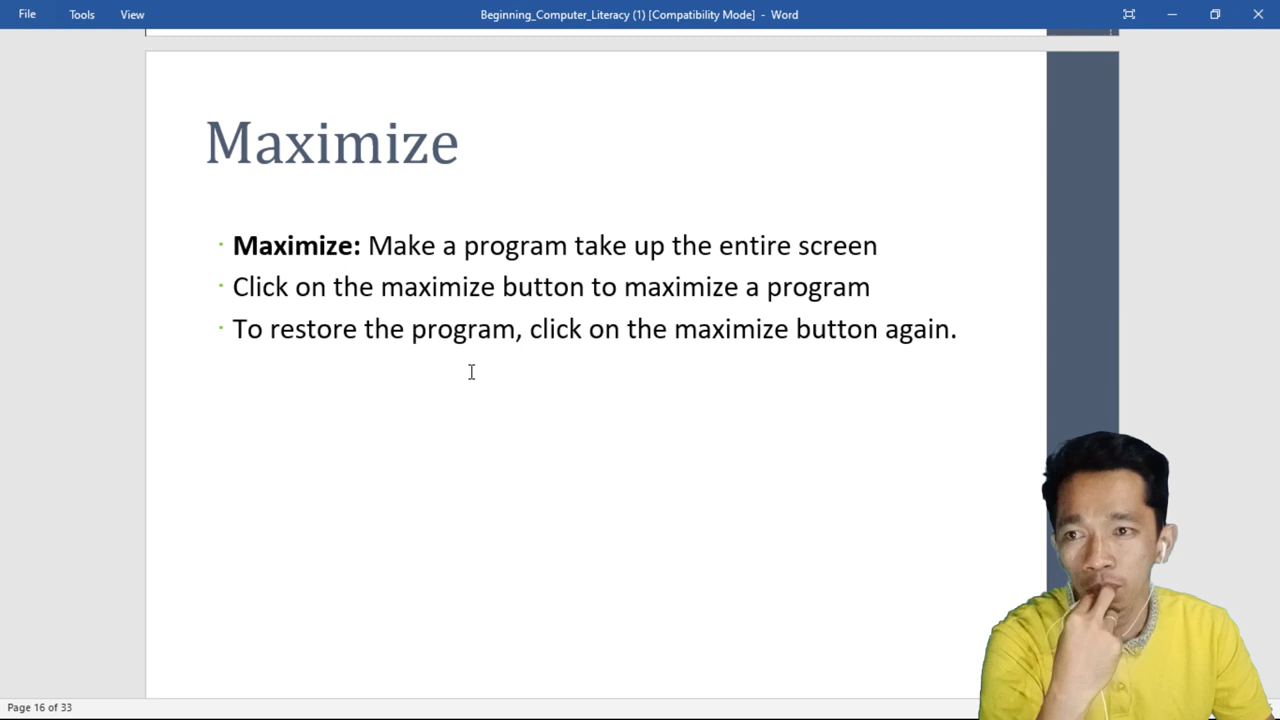 File Tools View Beginning_Computer_Literacy (1) [Compatibility Mode] - Word
Maximize
· Maximize: Make a program take up the entire screen
· Click on the maximize button to maximize a program
· To restore the program, click on the maximize button again.
Page 16 of 33